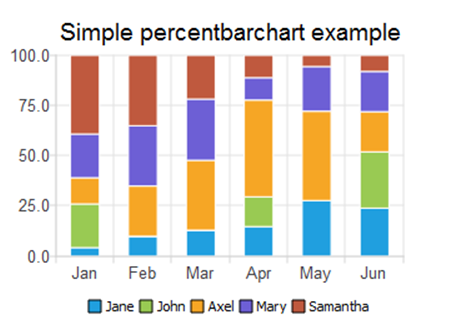 Simple percentbarchart example
100.0
75.0
50.0
25.0
0.0
Jan Feb Mar Apr May Jun
Jane John Axel Mary Samantha